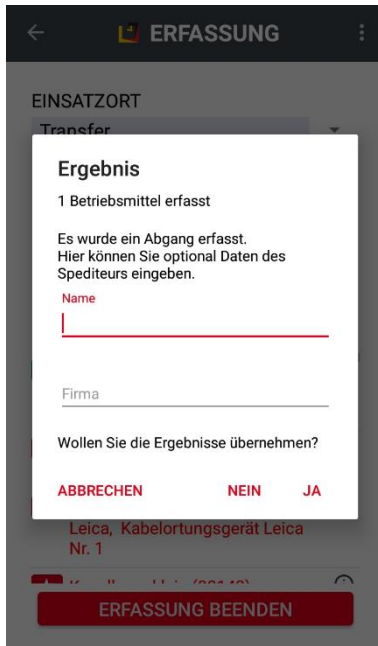 ERFASSUNG
EINSATZORT
Transfer
Ergebnis
1 Betriebsmittel erfasst
Es wurde ein Abgang erfasst.
Hier können Sie optional Daten des
Spediteurs eingeben.
Name
Firma
Wollen Sie die Ergebnisse übernehmen?
ABBRECHEN NEIN JA
Leica, Kabelortungsgerät Leica
Nr. 1
ERFASSUNG BEENDEN